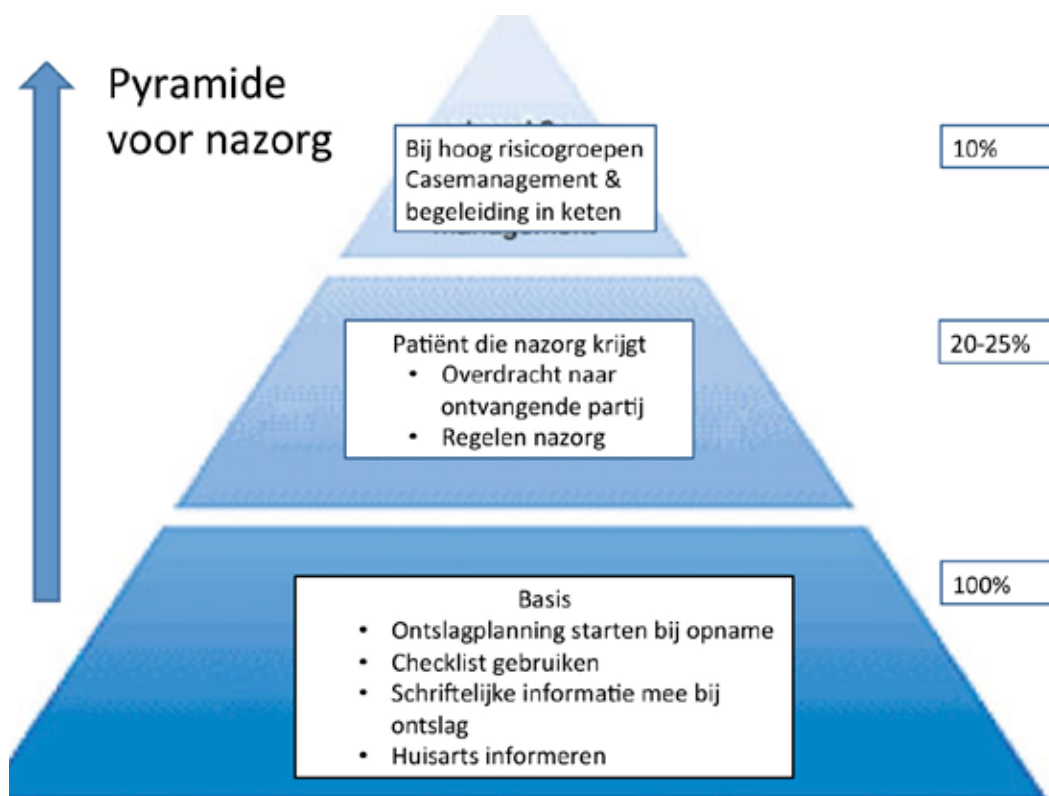 Pyramide
voor nazorg
Bij hoog risicogroepen
Casemanagement &
begeleiding in keten
10%
Patiënt die nazorg krijgt
• Overdracht naar
ontvangende partij
• Regelen nazorg
20-25%
Basis
• Ontslagplanning starten bij opname
• Checklist gebruiken
• Schriftelijke informatie mee bij
ontslag
• Huisarts informeren
100%